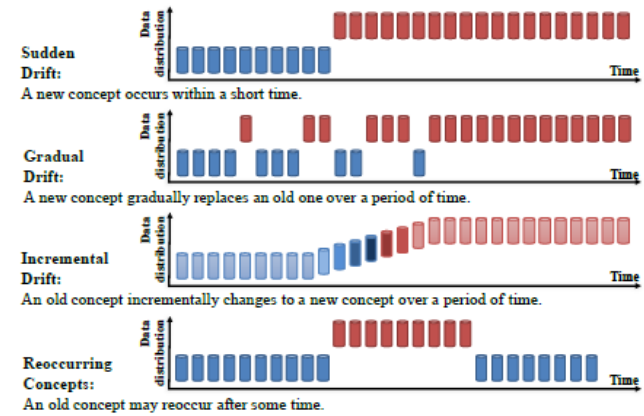 Data
distribution
Sudden
Drift:
Time
A new concept occurs within a short time.
Data
distribution
Gradual
Drift:
Time
A new concept gradually replaces an old one over a period of time.
Data
distribution
Incremental
Drift:
Time
An old concept incrementally changes to a new concept over a period of time.
Data
distribution
Reoccurring
Concepts:
Time
An old concept may reoccur after some time.